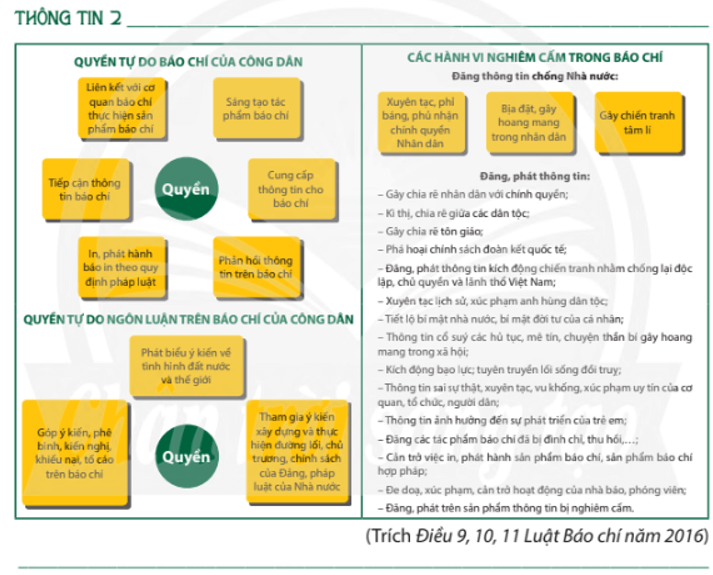 THÔNG TIN 2
QUYỀN TỰ DO BÁO CHÍ CỦA CÔNG DÂN
Liên kết với cơ
quan báo chí
thực hiện sản
phẩm báo chí
Sáng tạo tác
phẩm báo chí
Tiếp cận thông
tin báo chí
Quyền
Cung cấp
thông tin cho
báo chí
In, phát hành
báo in theo quy
định pháp luật
Phản hồi thông
tin trên báo chí
QUYỀN TỰ DO NGÔN LUẬN TRÊN BÁO CHÍ CỦA CÔNG DÂN
Phát biểu ý kiến về
tình hình đất nước
và thế giới
Góp ý kiến, phê
bình, kiến nghị,
khiếu nại, tố cáo
trên báo chí
Quyền
Tham gia ý kiến
xây dựng và thực
hiện đường lối, chủ
trương, chính sách
của Đảng, pháp
luật của Nhà nước
CÁC HÀNH VI NGHIÊM CẤM TRONG BÁO CHÍ
Đăng thông tin chống Nhà nước:
Xuyên tạc, phỉ
báng, phủ nhận
chính quyền
Nhân dân
Bịa đặt, gây
hoang mang
trong nhân dân
Gây chiến tranh
tâm lí
Đăng, phát thông tin:
– Gây chia rẽ nhân dân với chính quyền;
– Kì thị, chia rẽ giữa các dân tộc;
– Gây chia rẽ tôn giáo;
– Phá hoại chính sách đoàn kết quốc tế;
– Đăng, phát thông tin kích động chiến tranh nhằm chống lại độc
lập, chủ quyền và lãnh thổ Việt Nam;
– Xuyên tạc lịch sử, xúc phạm anh hùng dân tộc;
– Tiết lộ bí mật nhà nước, bí mật đời tư của cá nhân;
– Thông tin cổ suý các hủ tục, mê tín, chuyện thần bí gây hoang
mang trong xã hội;
– Kích động bạo lực; tuyên truyền lối sống đồi truỵ;
– Thông tin sai sự thật, xuyên tạc, vu khống, xúc phạm uy tín của cơ
quan, tổ chức, người dân;
– Thông tin ảnh hưởng đến sự phát triển của trẻ em;
– Đăng các tác phẩm báo chí đã bị đình chỉ, thu hồi,…;
– Cản trở việc in, phát hành sản phẩm báo chí, sản phẩm báo chí
hợp pháp;
– Đe doạ, xúc phạm, cản trở hoạt động của nhà báo, phóng viên;
– Đăng, phát trên sản phẩm thông tin bị nghiêm cấm.
(Trích Điều 9, 10, 11 Luật Báo chí năm 2016)
Chân trời sáng tạo